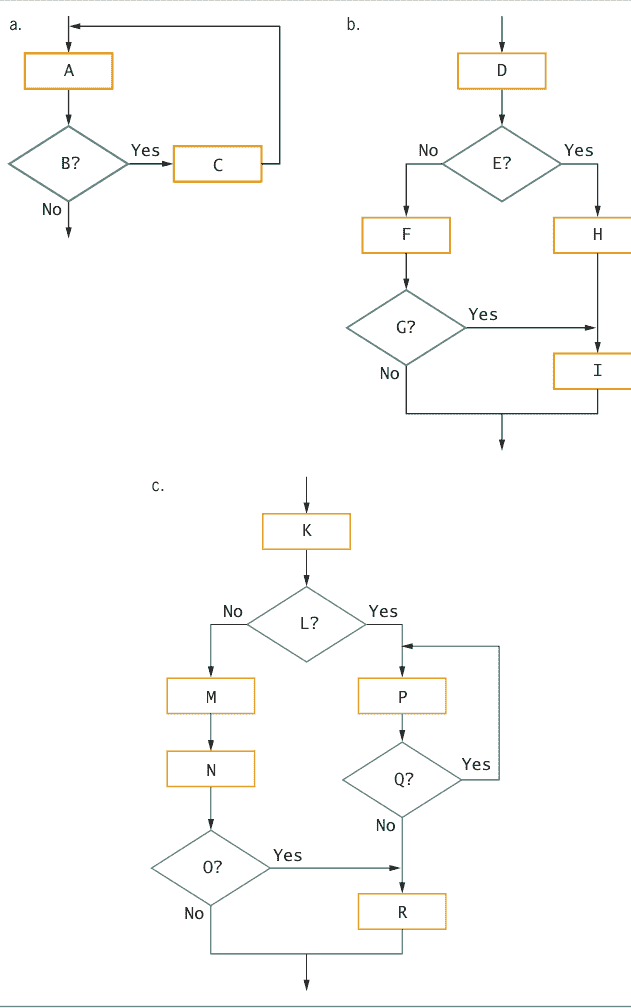 a.
A
B?
Yes
C
No
b.
D
E?
No
Yes
F
H
G?
Yes
No
I
c.
K
L?
No
Yes
M
P
N
Q?
Yes
No
O?
Yes
No
R